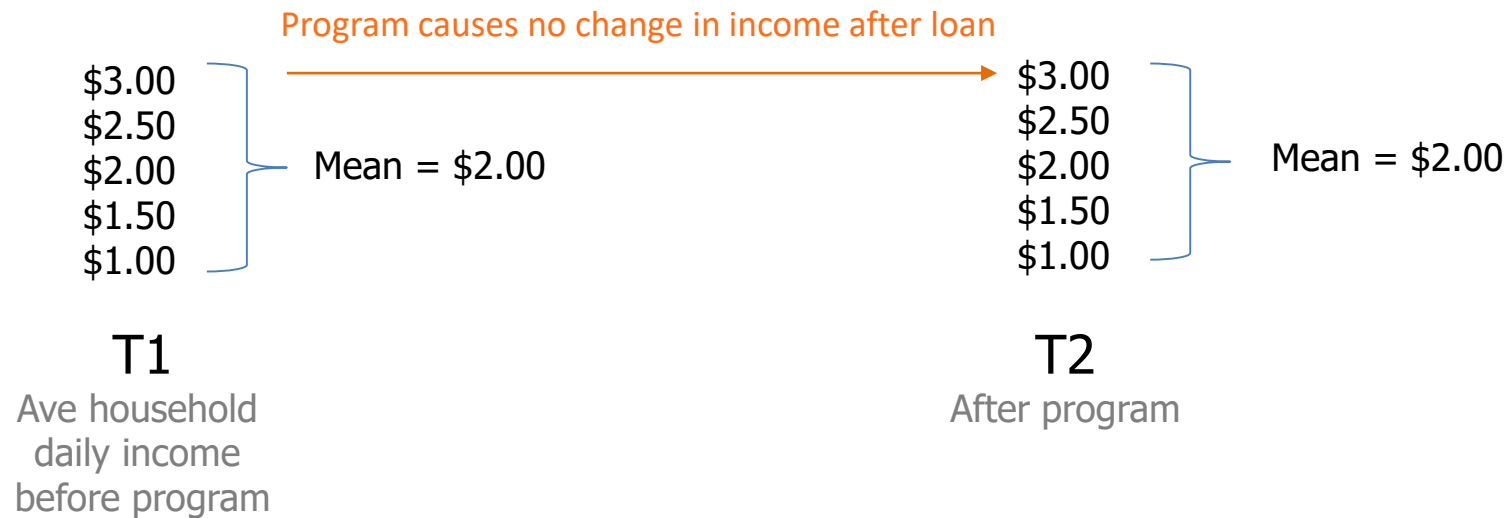 Program causes no change in income after loan
$3.00
$2.50
$2.00
$1.50
$1.00
Mean = $2.00
$3.00
$2.50
$2.00
$1.50
$1.00
Mean = $2.00
T1
Ave household
daily income
before program
T2
After program